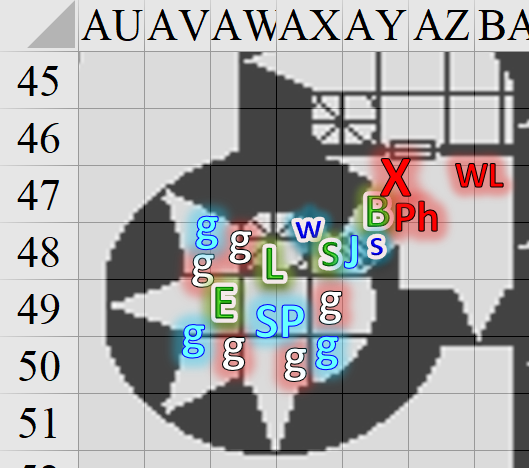 AU AV AW AX AY AZ BA
45
46
X WL
47
B Ph
g g w
48
g L S J S
E g
49
g SP
g g g
50
51